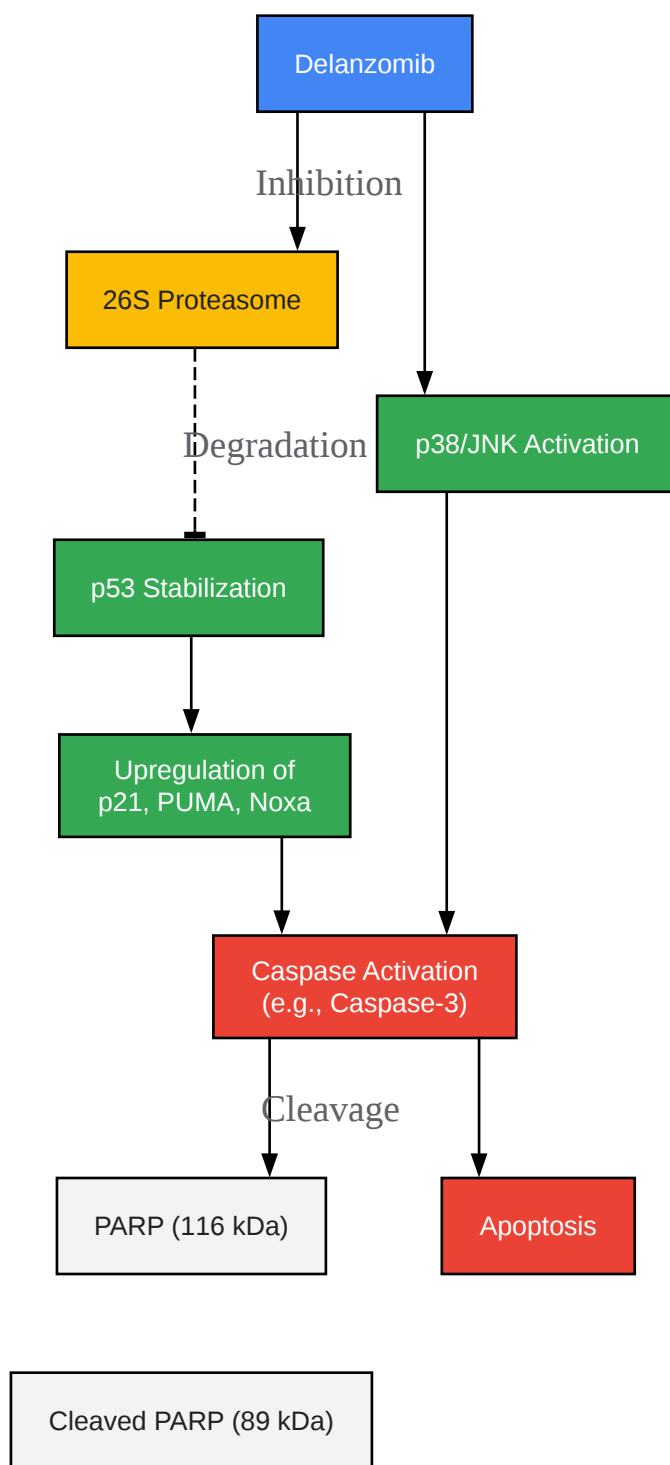 Delanzomib
Inhibition
26S Proteasome
Degradation
p38/JNK Activation
p53 Stabilization
Upregulation of
p21, PUMA, Noxa
Caspase Activation
(e.g., Caspase-3)
Cleavage
PARP (116 kDa)
Apoptosis
Cleaved PARP (89 kDa)